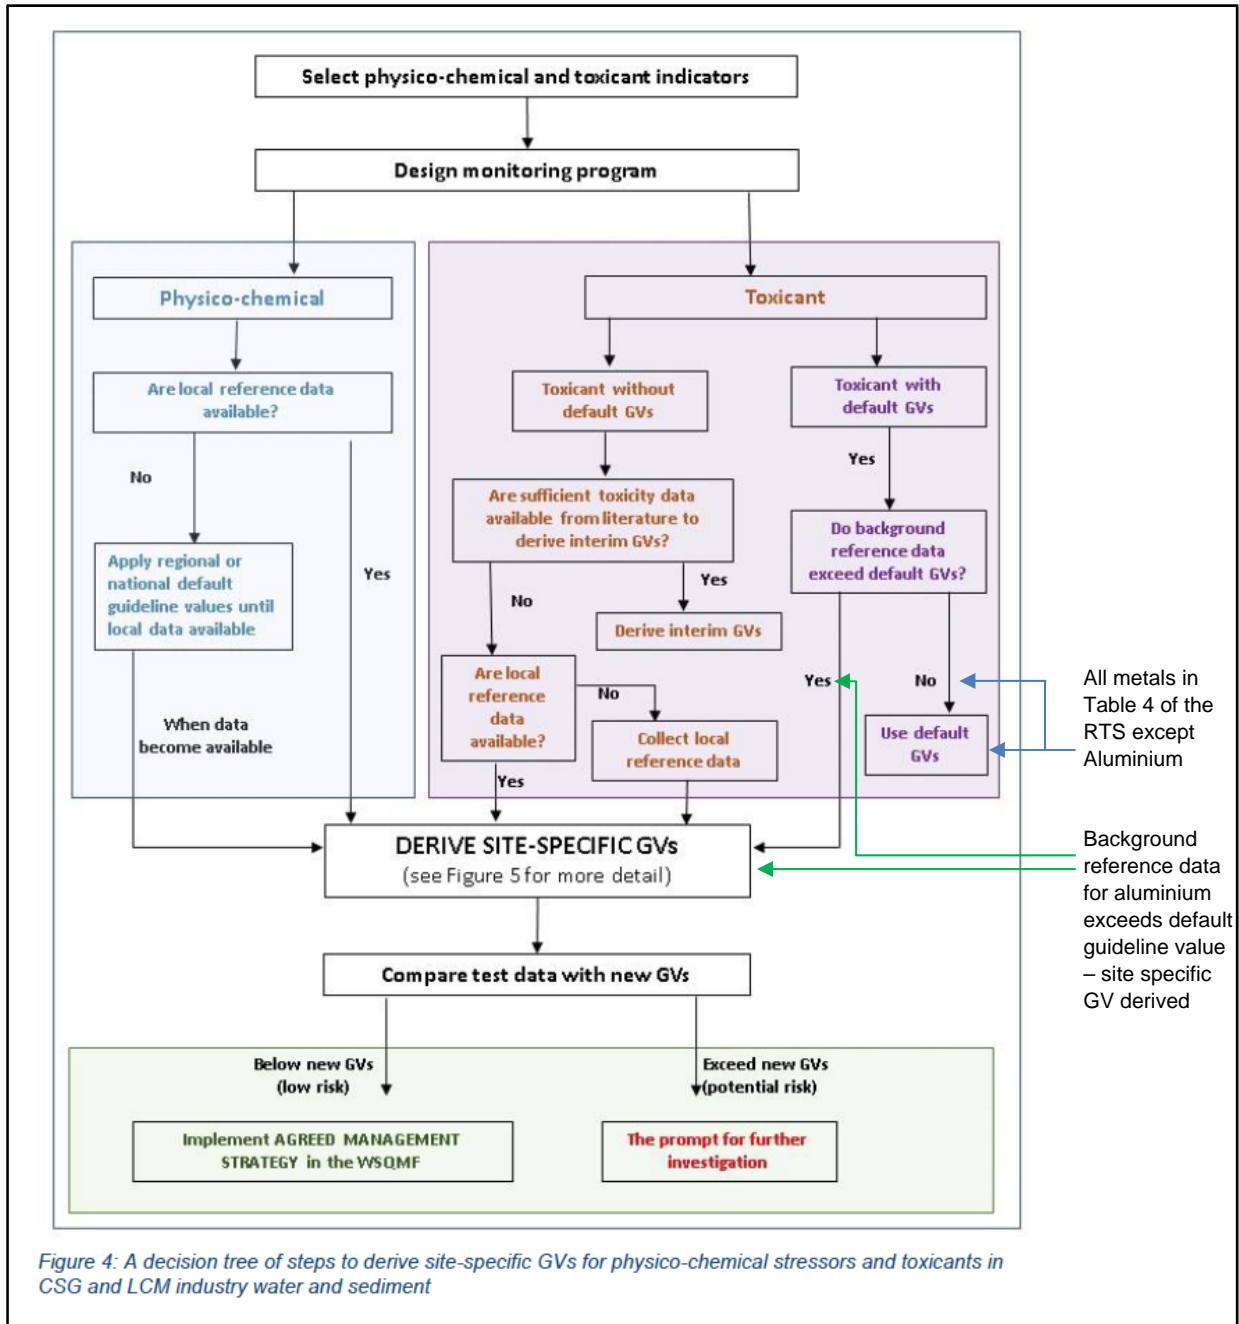 Select physico-chemical and toxicant indicators
Design monitoring program
Physico-chemical
Are local reference data
available?
No
Yes
Apply regional or
national default
guideline values until
local data available
When data
become available
Toxicant
Toxicant without
default GVs
Are sufficient toxicity data
available from literature to
derive interim GVs?
No
Yes
Derive interim GVs
Are local
reference
data
available?
No
Yes
Collect local
reference data
Toxicant with
default GVs
Yes
Do background
reference data
exceed default GVs?
Yes
No
Use default
GVs
All metals in
Table 4 of the
RTS except
Aluminium
DERIVE SITE-SPECIFIC GVs
(see Figure 5 for more detail)
Background
reference data
for aluminium
exceeds default
guideline value
– site specific
GV derived
Compare test data with new GVs
Below new GVs
(low risk)
Exceed new GVs
(potential risk)
Implement AGREED MANAGEMENT
STRATEGY in the WSQMF
The prompt for further
investigation
Figure 4: A decision tree of steps to derive site-specific GVs for physico-chemical stressors and toxicants in
CSG and LCM industry water and sediment